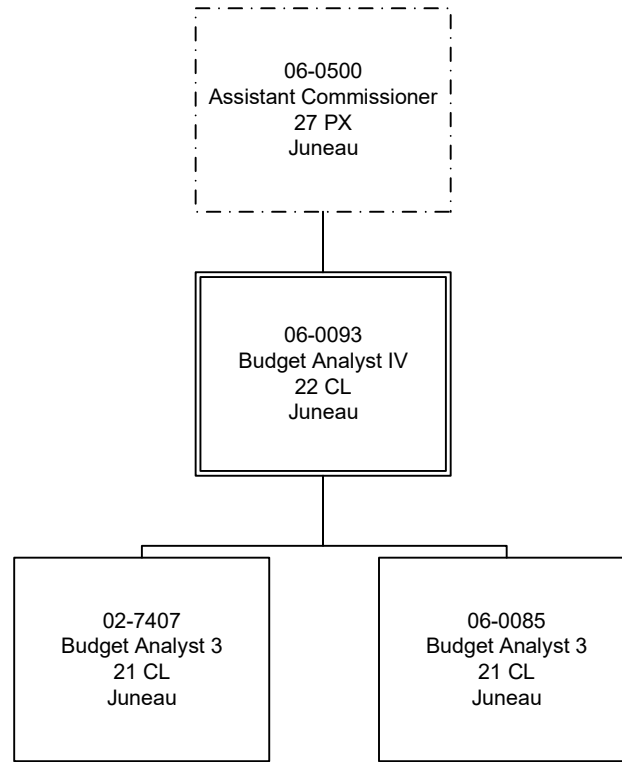 06-0500
Assistant Commissioner
27 PX
Juneau
06-0093
Budget Analyst IV
22 CL
Juneau
02-7407
Budget Analyst 3
21 CL
Juneau
06-0085
Budget Analyst 3
21 CL
Juneau